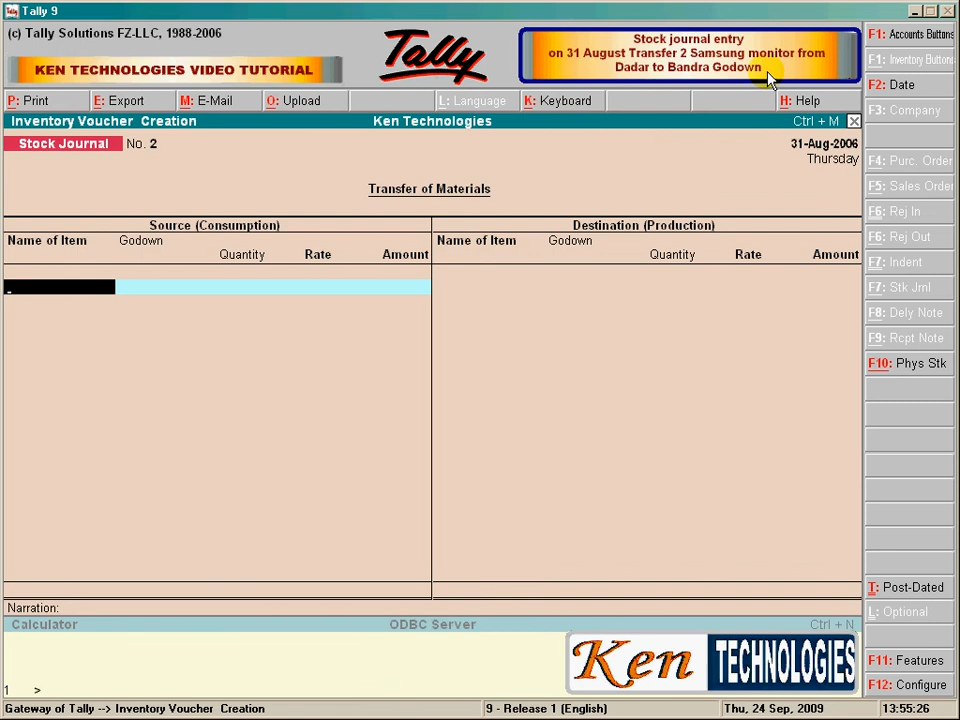 Tally 9
(c) Tally Solutions FZ-LLC, 1988-2006
KEN TECHNOLOGIES VIDEO TUTORIAL
Tally
Stock journal entry
on 31 August Transfer 2 Samsung monitor from
Dadar to Bandra Godown
P: Print E: Export M: E-Mail O: Upload L: Language K: Keyboard H: Help
Inventory Voucher Creation Ken Technologies Ctrl + M
Stock Journal No. 2 31-Aug-2006
Thursday
Transfer of Materials
Source (Consumption) Destination (Production)
Name of Item Godown Name of Item Godown
Quantity Rate Amount Quantity Rate Amount
Narration:
Calculator ODBC Server Ctrl + N
1 >
Ken TECHNOLOGIES
Gateway of Tally --> Inventory Voucher Creation 9 - Release 1 (English) Thu, 24 Sep, 2009 13:55:26
F1: Accounts Buttons
F1: Inventory Buttons
F2: Date
F3: Company
F4: Purc. Order
F5: Sales Order
F6: Rej In
F6: Rej Out
F7: Indent
F7: Stk Jrnl
F8: Dely Note
F9: Rcpt Note
F10: Phys Stk
T: Post-Dated
L: Optional
F11: Features
F12: Configure